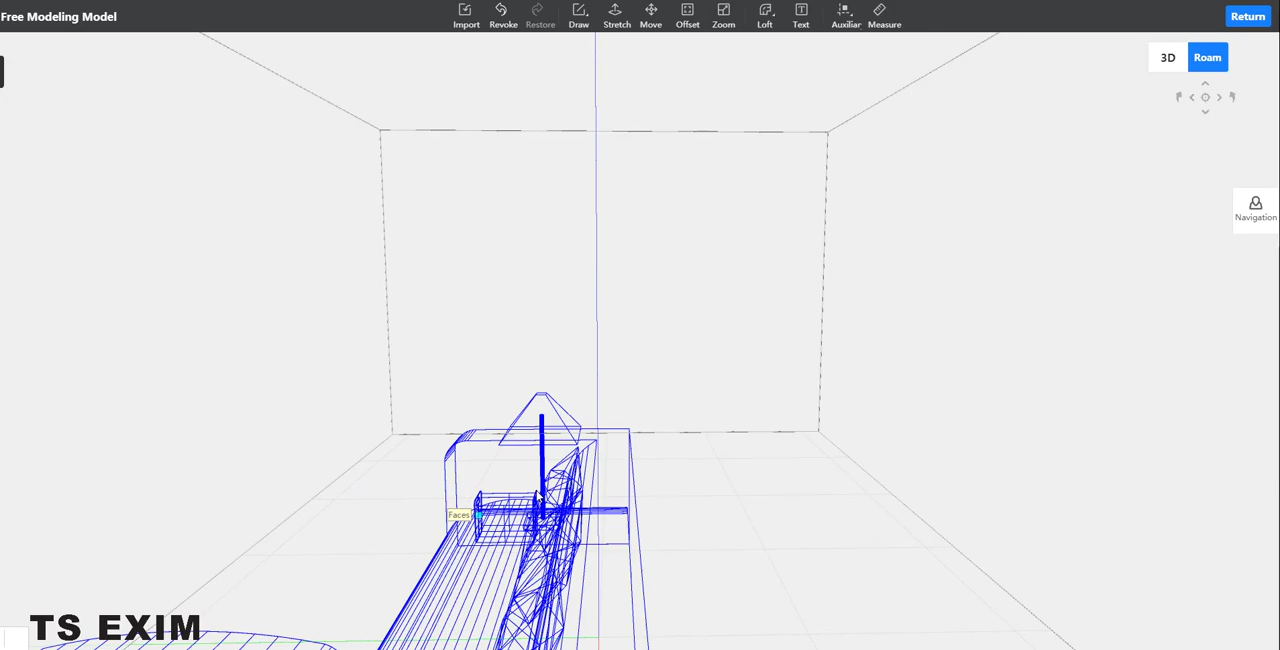 Free Modeling Model
Import Revoke Restore Draw Stretch Move Offset Zoom Loft Text Auxiliar Measure
Return
3D Roam
Navigation
Faces
TS EXIM